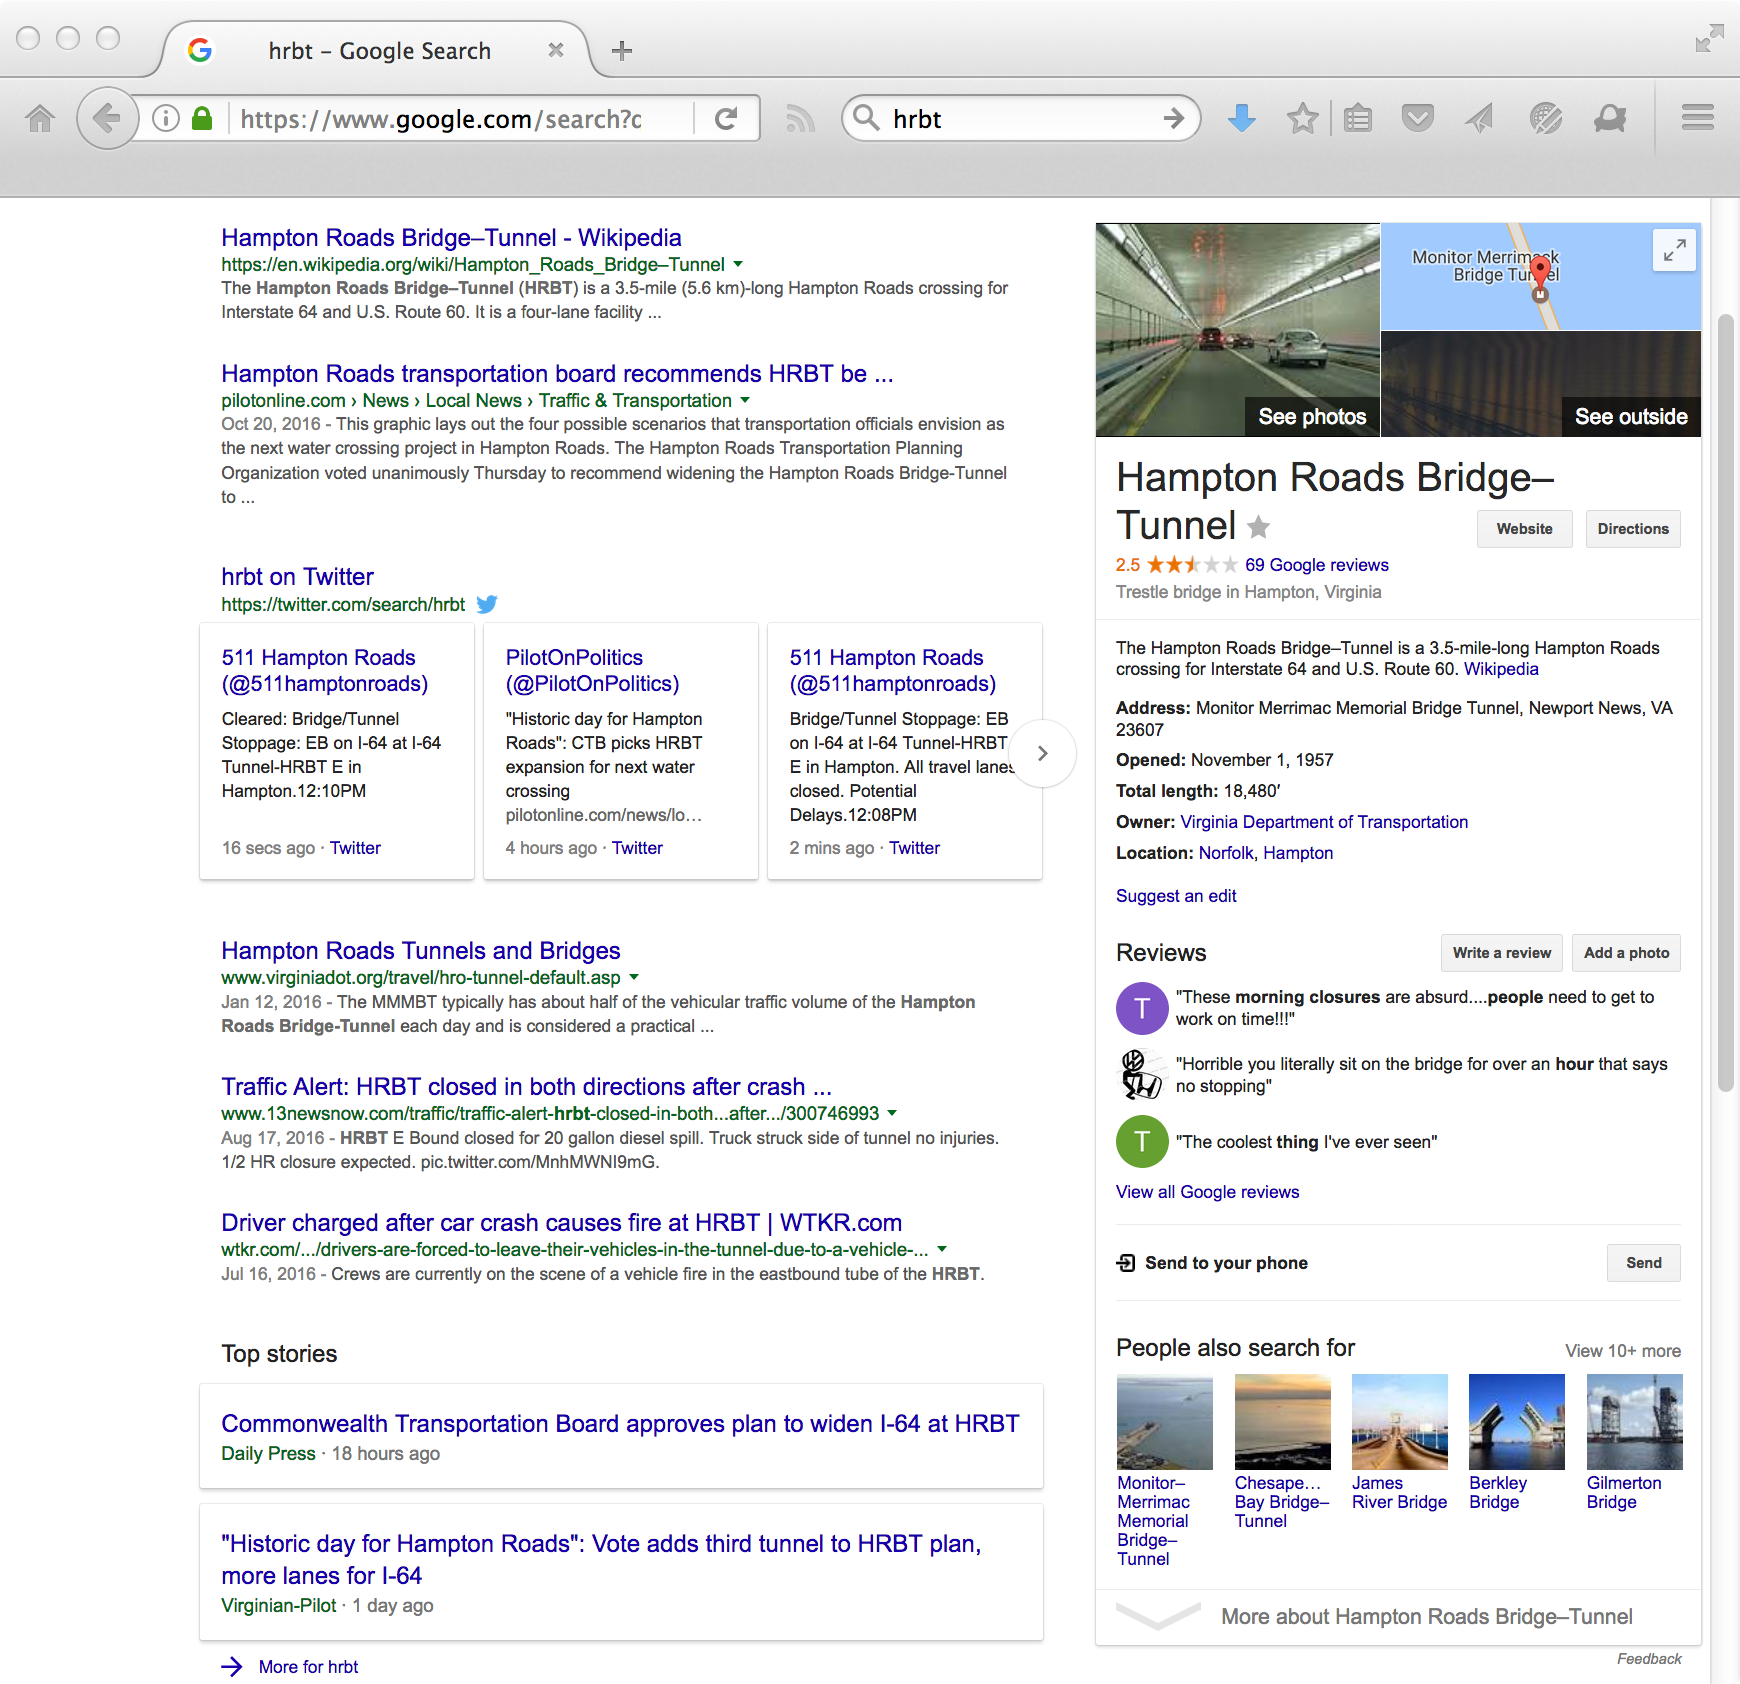 hrbt – Google Search
https://www.google.com/search?c
hrbt
Hampton Roads Bridge–Tunnel - Wikipedia
https://en.wikipedia.org/wiki/Hampton_Roads_Bridge–Tunnel
The Hampton Roads Bridge–Tunnel (HRBT) is a 3.5-mile (5.6 km)-long Hampton Roads crossing for
Interstate 64 and U.S. Route 60. It is a four-lane facility ...
Hampton Roads transportation board recommends HRBT be ...
pilotonline.com › News › Local News › Traffic & Transportation
Oct 20, 2016 - This graphic lays out the four possible scenarios that transportation officials envision as
the next water crossing project in Hampton Roads. The Hampton Roads Transportation Planning
Organization voted unanimously Thursday to recommend widening the Hampton Roads Bridge-Tunnel
to ...
hrbt on Twitter
https://twitter.com/search/hrbt
511 Hampton Roads
(@511hamptonroads)
Cleared: Bridge/Tunnel
Stoppage: EB on I-64 at I-64
Tunnel-HRBT E in
Hampton.12:10PM
16 secs ago · Twitter
PilotOnPolitics
(@PilotOnPolitics)
"Historic day for Hampton
Roads": CTB picks HRBT
expansion for next water
crossing
pilotonline.com/news/lo…
4 hours ago · Twitter
511 Hampton Roads
(@511hamptonroads)
Bridge/Tunnel Stoppage: EB
on I-64 at I-64 Tunnel-HRBT
E in Hampton. All travel lanes
closed. Potential
Delays.12:08PM
2 mins ago · Twitter
Hampton Roads Tunnels and Bridges
www.virginiadot.org/travel/hro-tunnel-default.asp
Jan 12, 2016 - The MMMBT typically has about half of the vehicular traffic volume of the Hampton
Roads Bridge-Tunnel each day and is considered a practical ...
Traffic Alert: HRBT closed in both directions after crash ...
www.13newsnow.com/traffic/traffic-alert-hrbt-closed-in-both...after.../300746993
Aug 17, 2016 - HRBT E Bound closed for 20 gallon diesel spill. Truck struck side of tunnel no injuries.
1/2 HR closure expected. pic.twitter.com/MnhMWNI9mG.
Driver charged after car crash causes fire at HRBT | WTKR.com
wtkr.com/.../drivers-are-forced-to-leave-their-vehicles-in-the-tunnel-due-to-a-vehicle-...
Jul 16, 2016 - Crews are currently on the scene of a vehicle fire in the eastbound tube of the HRBT.
Top stories
Commonwealth Transportation Board approves plan to widen I-64 at HRBT
Daily Press · 18 hours ago
"Historic day for Hampton Roads": Vote adds third tunnel to HRBT plan,
more lanes for I-64
Virginian-Pilot · 1 day ago
More for hrbt
See photos
Monitor Merrimack
Bridge Tunnel
See outside
Hampton Roads Bridge–
Tunnel
Website
Directions
2.5 69 Google reviews
Trestle bridge in Hampton, Virginia
The Hampton Roads Bridge–Tunnel is a 3.5-mile-long Hampton Roads
crossing for Interstate 64 and U.S. Route 60. Wikipedia
Address: Monitor Merrimac Memorial Bridge Tunnel, Newport News, VA
23607
Opened: November 1, 1957
Total length: 18,480′
Owner: Virginia Department of Transportation
Location: Norfolk, Hampton
Suggest an edit
Reviews
Write a review
Add a photo
T
"These morning closures are absurd....people need to get to
work on time!!!"
"Horrible you literally sit on the bridge for over an hour that says
no stopping"
T
"The coolest thing I've ever seen"
View all Google reviews
Send to your phone
Send
People also search for
View 10+ more
Monitor–
Merrimac
Memorial
Bridge–
Tunnel
Chesape…
Bay Bridge–
Tunnel
James
River Bridge
Berkley
Bridge
Gilmerton
Bridge
More about Hampton Roads Bridge–Tunnel
Feedback